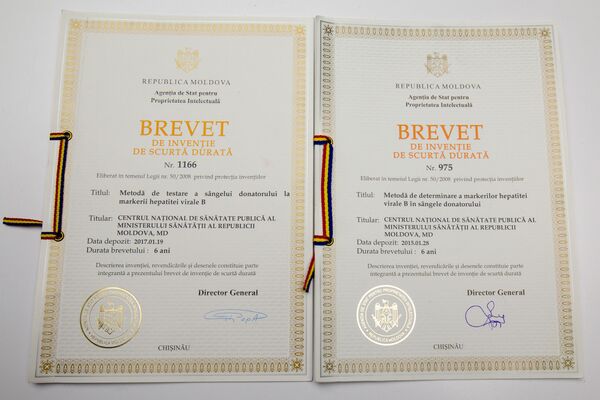 REPUBLICA MOLDOVA
Agenția de Stat pentru
Proprietatea Intelectuală
BREVET
DE INVENȚIE
DE SCURTĂ DURATĂ
Nr. 1166
Eliberat în temeiul Legii nr. 50/2008 privind protecția invențiilor
Titlul: Metodă de testare a sângelui donatorului la
markerii hepatitei virale B
Titular: CENTRUL NAȚIONAL DE SĂNĂTATE PUBLICĂ AL
MINISTERULUI SĂNĂTĂȚII AL REPUBLICII
MOLDOVA, MD
Data depozit: 2017.01.19
Durata brevetului: 6 ani
Descrierea invenției, revendicările și desenele constituie parte
integrantă a prezentului brevet de invenție de scurtă durată
Director General
CHIȘINĂU
REPUBLICA MOLDOVA
Agenția de Stat pentru
Proprietatea Intelectuală
BREVET
DE INVENȚIE
DE SCURTĂ DURATĂ
Nr. 975
Eliberat în temeiul Legii nr. 50/2008 privind protecția invențiilor
Titlul: Metodă de determinare a markerilor hepatitei
virale B în sângele donatorului
Titular: CENTRUL NAȚIONAL DE SĂNĂTATE PUBLICĂ AL
MINISTERULUI SĂNĂTĂȚII AL REPUBLICII
MOLDOVA, MD
Data depozit: 2015.01.28
Durata brevetului: 6 ani
Descrierea invenției, revendicările și desenele constituie parte
integrantă a prezentului brevet de invenție de scurtă durată
Director General
REPUBLICA MOLDOVA
CHIȘINĂU